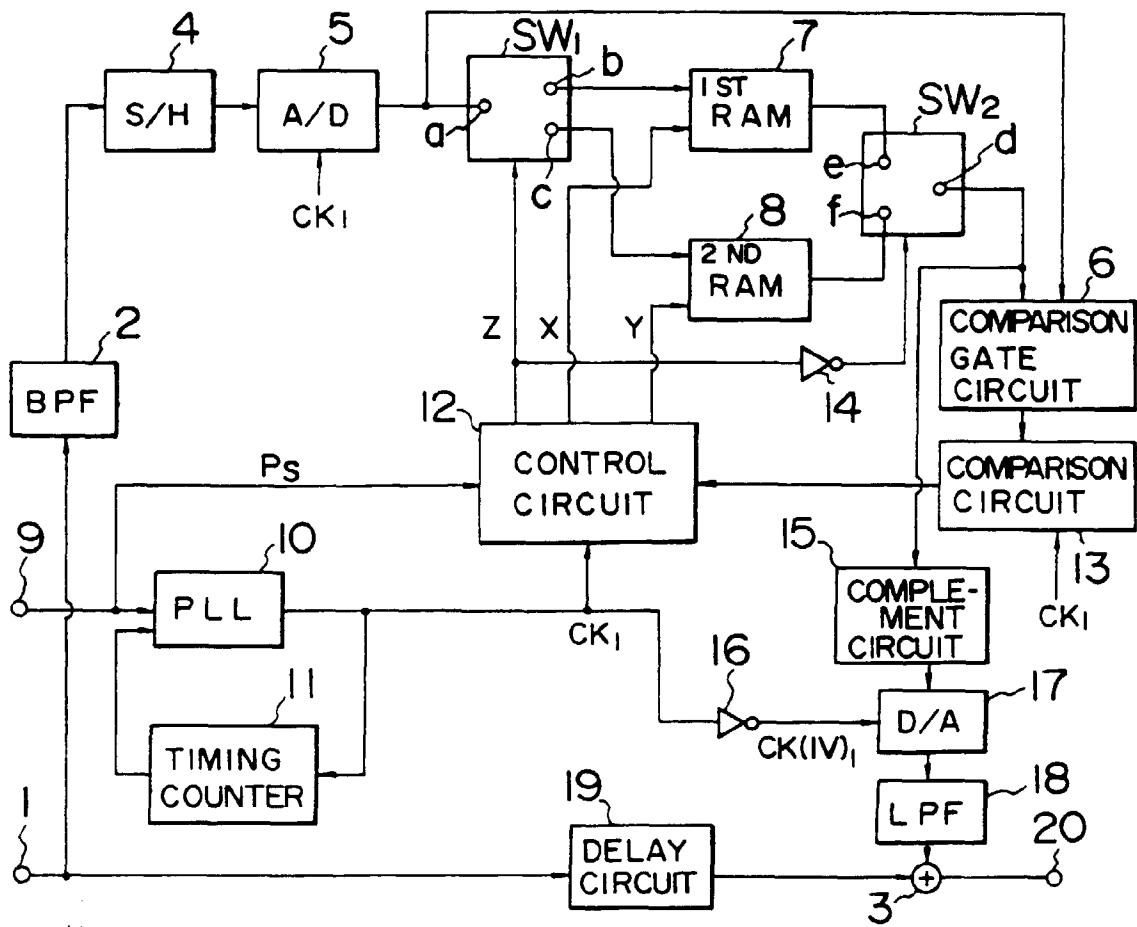 4
5
SW1
7
S/H
A/D
a
b
c
1ST
RAM
SW2
d
e
f
CK1
8
2ND
RAM
6
COMPARISON
GATE
CIRCUIT
2
BPF
Z
X
Y
14
12
CONTROL
CIRCUIT
COMPARISON
CIRCUIT
13
CK1
Ps
9
10
PLL
CK1
15
COMPLE-
MENT
CIRCUIT
16
CK(IV)1
17
D/A
11
TIMING
COUNTER
18
LPF
1
19
DELAY
CIRCUIT
3
+
20